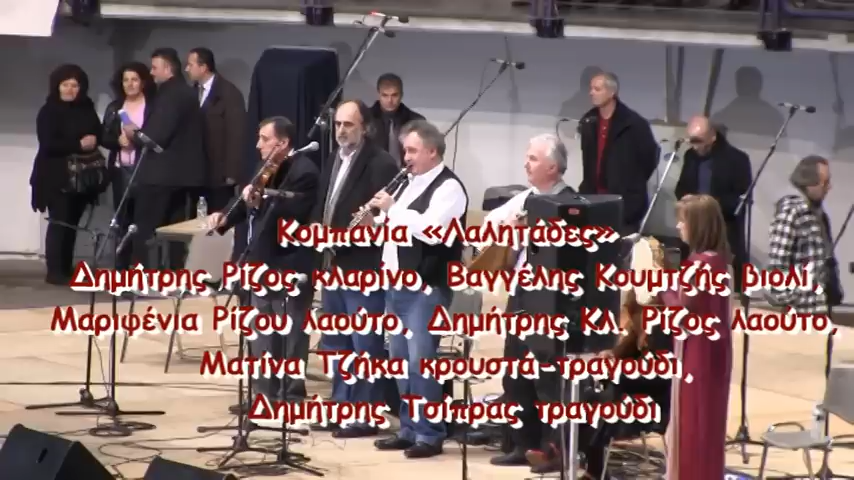 Κομπανία «Λαλητάδες»
Δημήτρης Ρίζος κλαρίνο, Βαγγέλης Κουμτζής βιολί,
Μαριφένια Ρίζου λαούτο, Δημήτρης Κλ. Ρίζος λαούτο,
Ματίνα Τζήκα κρουστά-τραγούδι,
Δημήτρης Τσίπρας τραγούδι